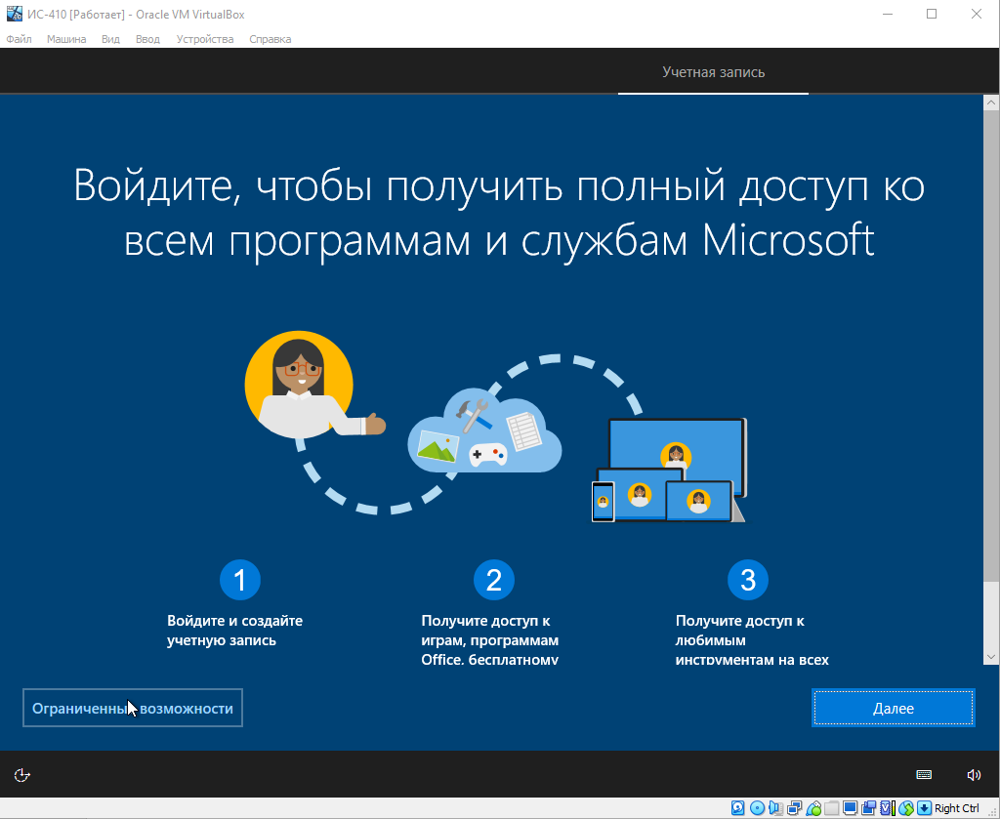 ИС-410 [Работает] - Oracle VM VirtualBox
Файл Машина Вид Ввод Устройства Справка
Учетная запись
Войдите, чтобы получить полный доступ ко
всем программам и службам Microsoft
1
Войдите и создайте
учетную запись
2
Получите доступ к
играм, программам
Office, бесплатному
3
Получите доступ к
любимым
инструментам на всех
Ограниченные возможности
Далее
Right Ctrl